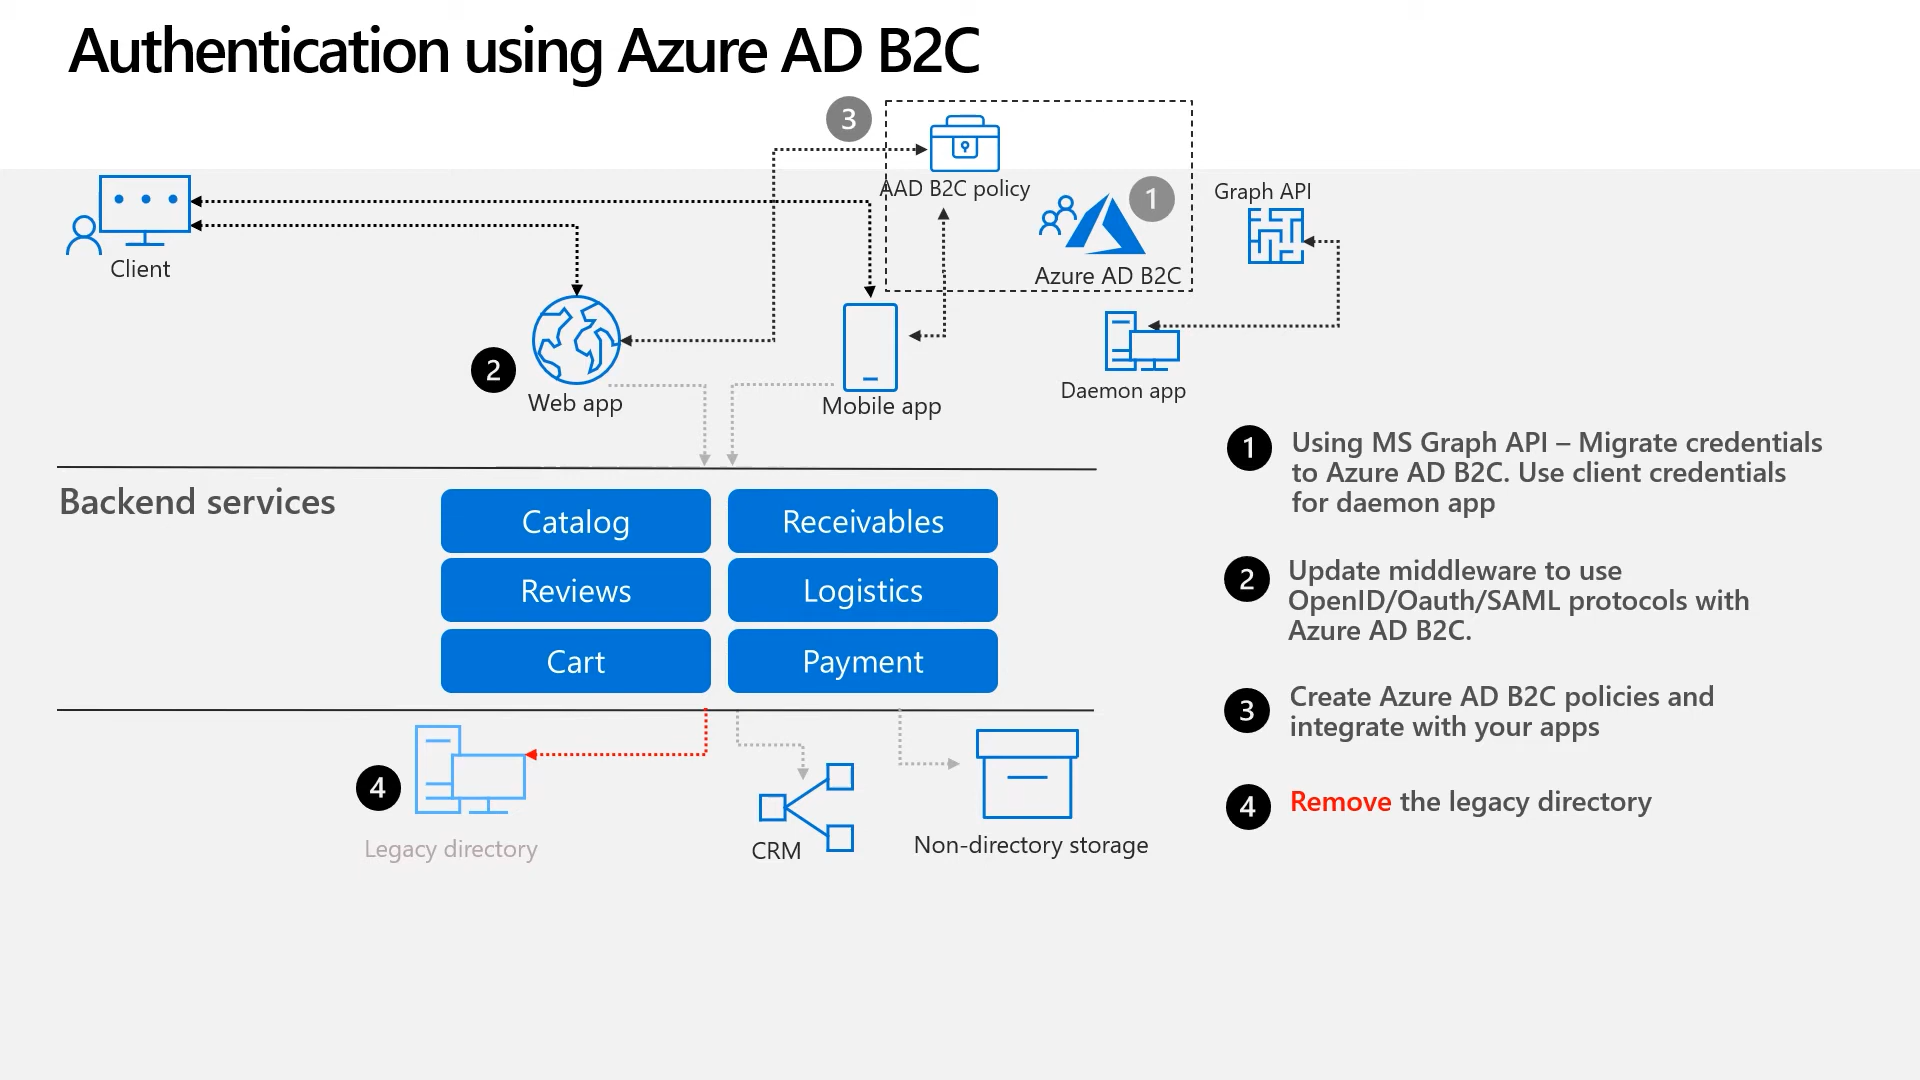 Authentication using Azure AD B2C
3
AAD B2C policy
1
Graph API
Azure AD B2C
Client
2
Web app
Mobile app
Daemon app
Backend services
Catalog
Receivables
Reviews
Logistics
Cart
Payment
4
Legacy directory
CRM
Non-directory storage
1
Using MS Graph API – Migrate credentials
to Azure AD B2C. Use client credentials
for daemon app
2
Update middleware to use
OpenID/Oauth/SAML protocols with
Azure AD B2C.
3
Create Azure AD B2C policies and
integrate with your apps
4
Remove the legacy directory